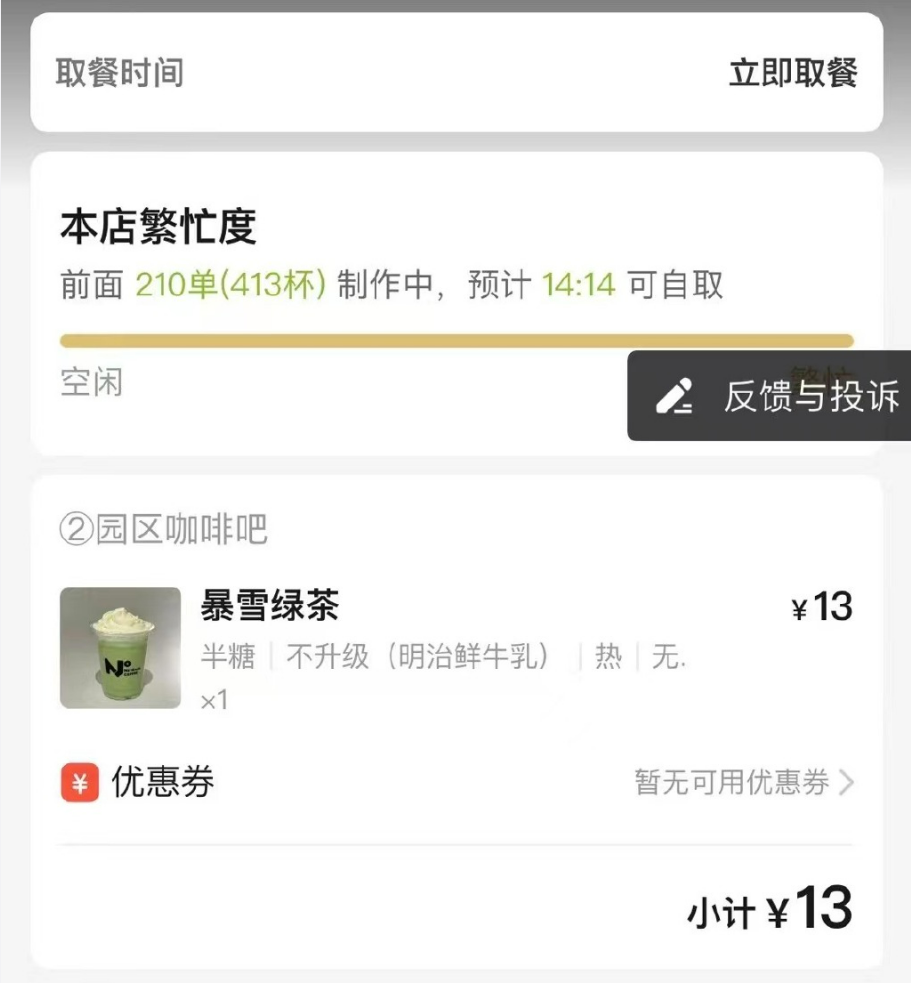 取餐时间 立即取餐
本店繁忙度
前面 210单(413杯) 制作中，预计 14:14 可自取
空闲 繁忙
反馈与投诉
②园区咖啡吧
暴雪绿茶 ¥13
半糖 | 不升级（明治鲜牛乳） | 热 | 无.
×1
N°
¥ 优惠券 暂无可用优惠券
小计 ¥13